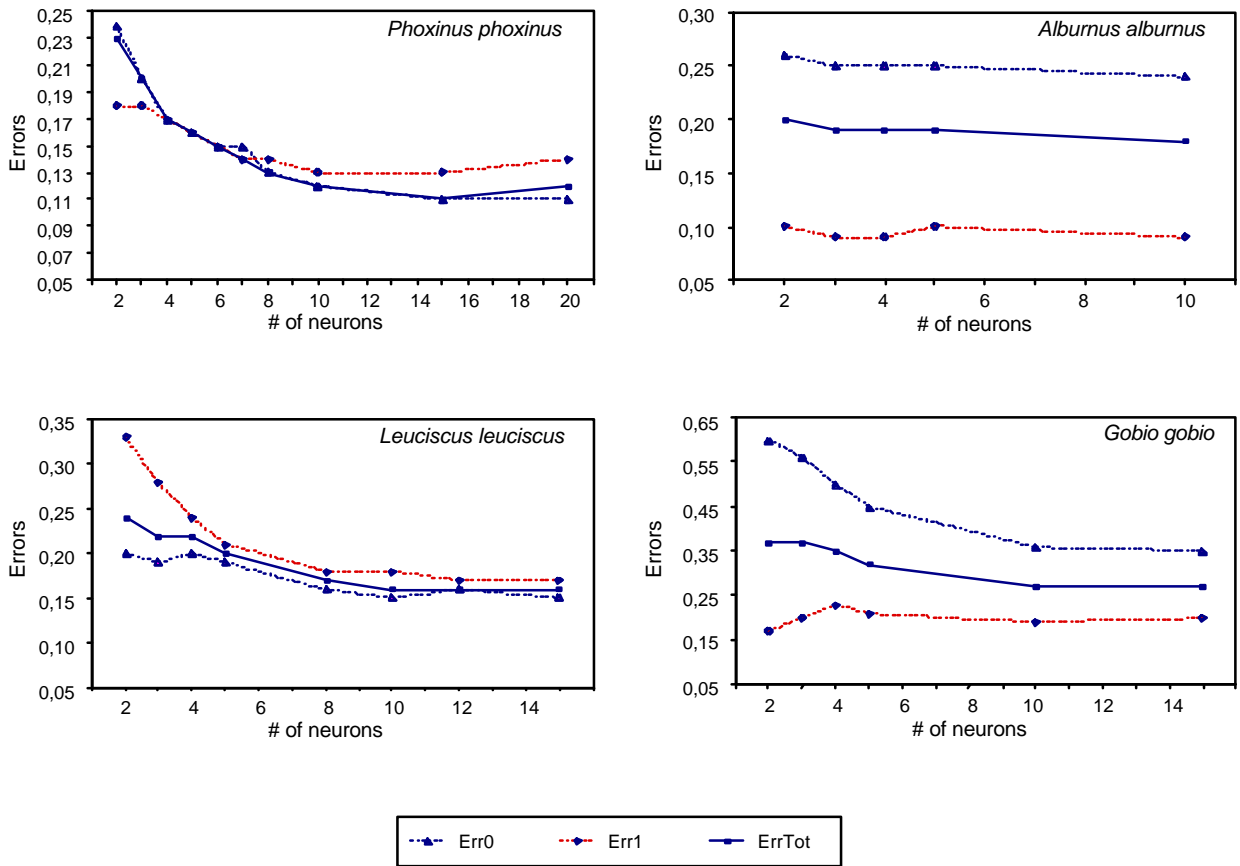 Phoxinus phoxinus
0,25
0,23
0,21
0,19
0,17
0,15
0,13
0,11
0,09
0,07
0,05
Errors
2 4 6 8 10 12 14 16 18 20
# of neurons
Alburnus alburnus
0,30
0,25
0,20
0,15
0,10
0,05
Errors
2 4 6 8 10
# of neurons
Leuciscus leuciscus
0,35
0,30
0,25
0,20
0,15
0,10
0,05
Errors
2 4 6 8 10 12 14
# of neurons
Gobio gobio
0,65
0,55
0,45
0,35
0,25
0,15
0,05
Errors
2 4 6 8 10 12 14
# of neurons
Err0 Err1 ErrTot